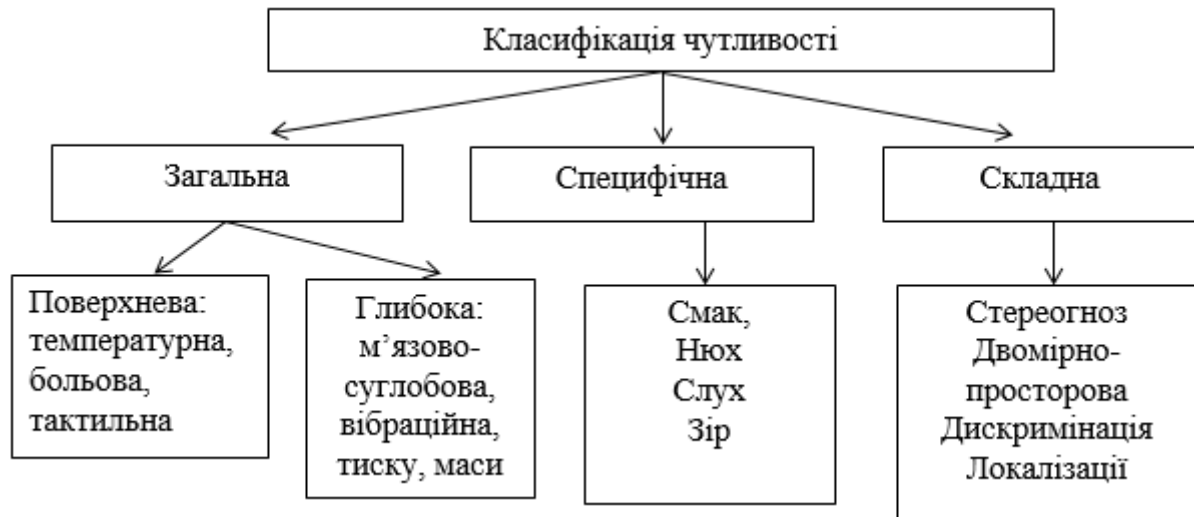 Класифікація чутливості
Загальна
Специфічна
Складна
Поверхнева:
температурна,
больова,
тактильна
Глибока:
м’язово-
суглобова,
вібраційна,
тиску, маси
Смак,
Нюх
Слух
Зір
Стереогноз
Двомірно-
просторова
Дискримінація
Локалізації